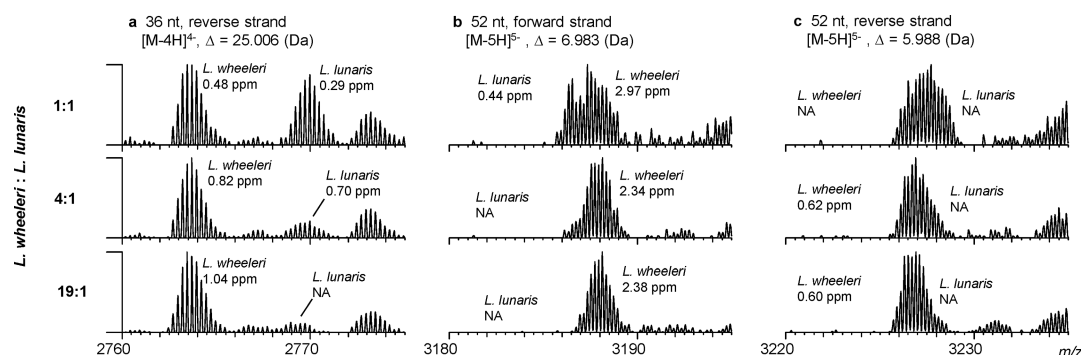 a 36 nt, reverse strand
[M-4H]4-, Δ = 25.006 (Da)
b 52 nt, forward strand
[M-5H]5- , Δ = 6.983 (Da)
c 52 nt, reverse strand
[M-5H]5- , Δ = 5.988 (Da)
L. wheeleri : L. lunaris
1:1
L. wheeleri
0.48 ppm
L. lunaris
0.29 ppm
L. lunaris
0.44 ppm
L. wheeleri
2.97 ppm
L. wheeleri
NA
L. lunaris
NA
4:1
L. wheeleri
0.82 ppm
L. lunaris
0.70 ppm
L. lunaris
NA
L. wheeleri
2.34 ppm
L. wheeleri
0.62 ppm
L. lunaris
NA
19:1
L. wheeleri
1.04 ppm
L. lunaris
NA
L. lunaris
NA
L. wheeleri
2.38 ppm
L. wheeleri
0.60 ppm
L. lunaris
NA
2760 2770 3180 3190 3220 3230 m/z